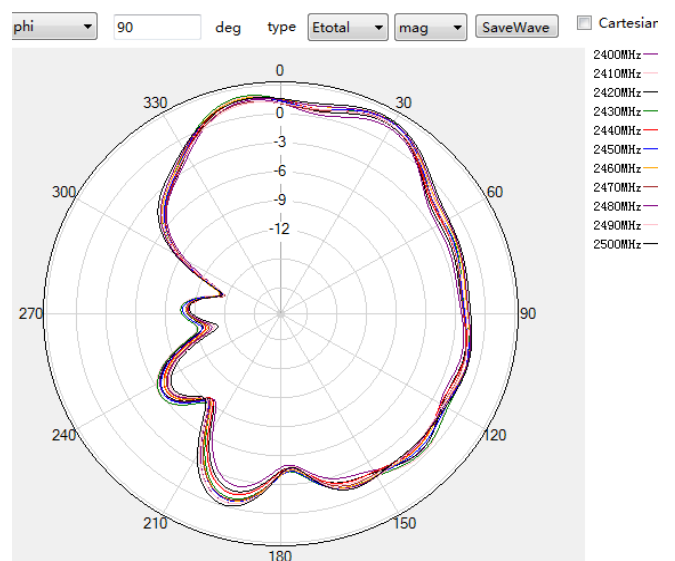 phi 90 deg type Etotal mag SaveWave Cartesian
2400MHz
2410MHz
2420MHz
2430MHz
2440MHz
2450MHz
2460MHz
2470MHz
2480MHz
2490MHz
2500MHz
0
330 30
0
-3
-6
300 60
-9
-12
270 90
240 120
210 150
180